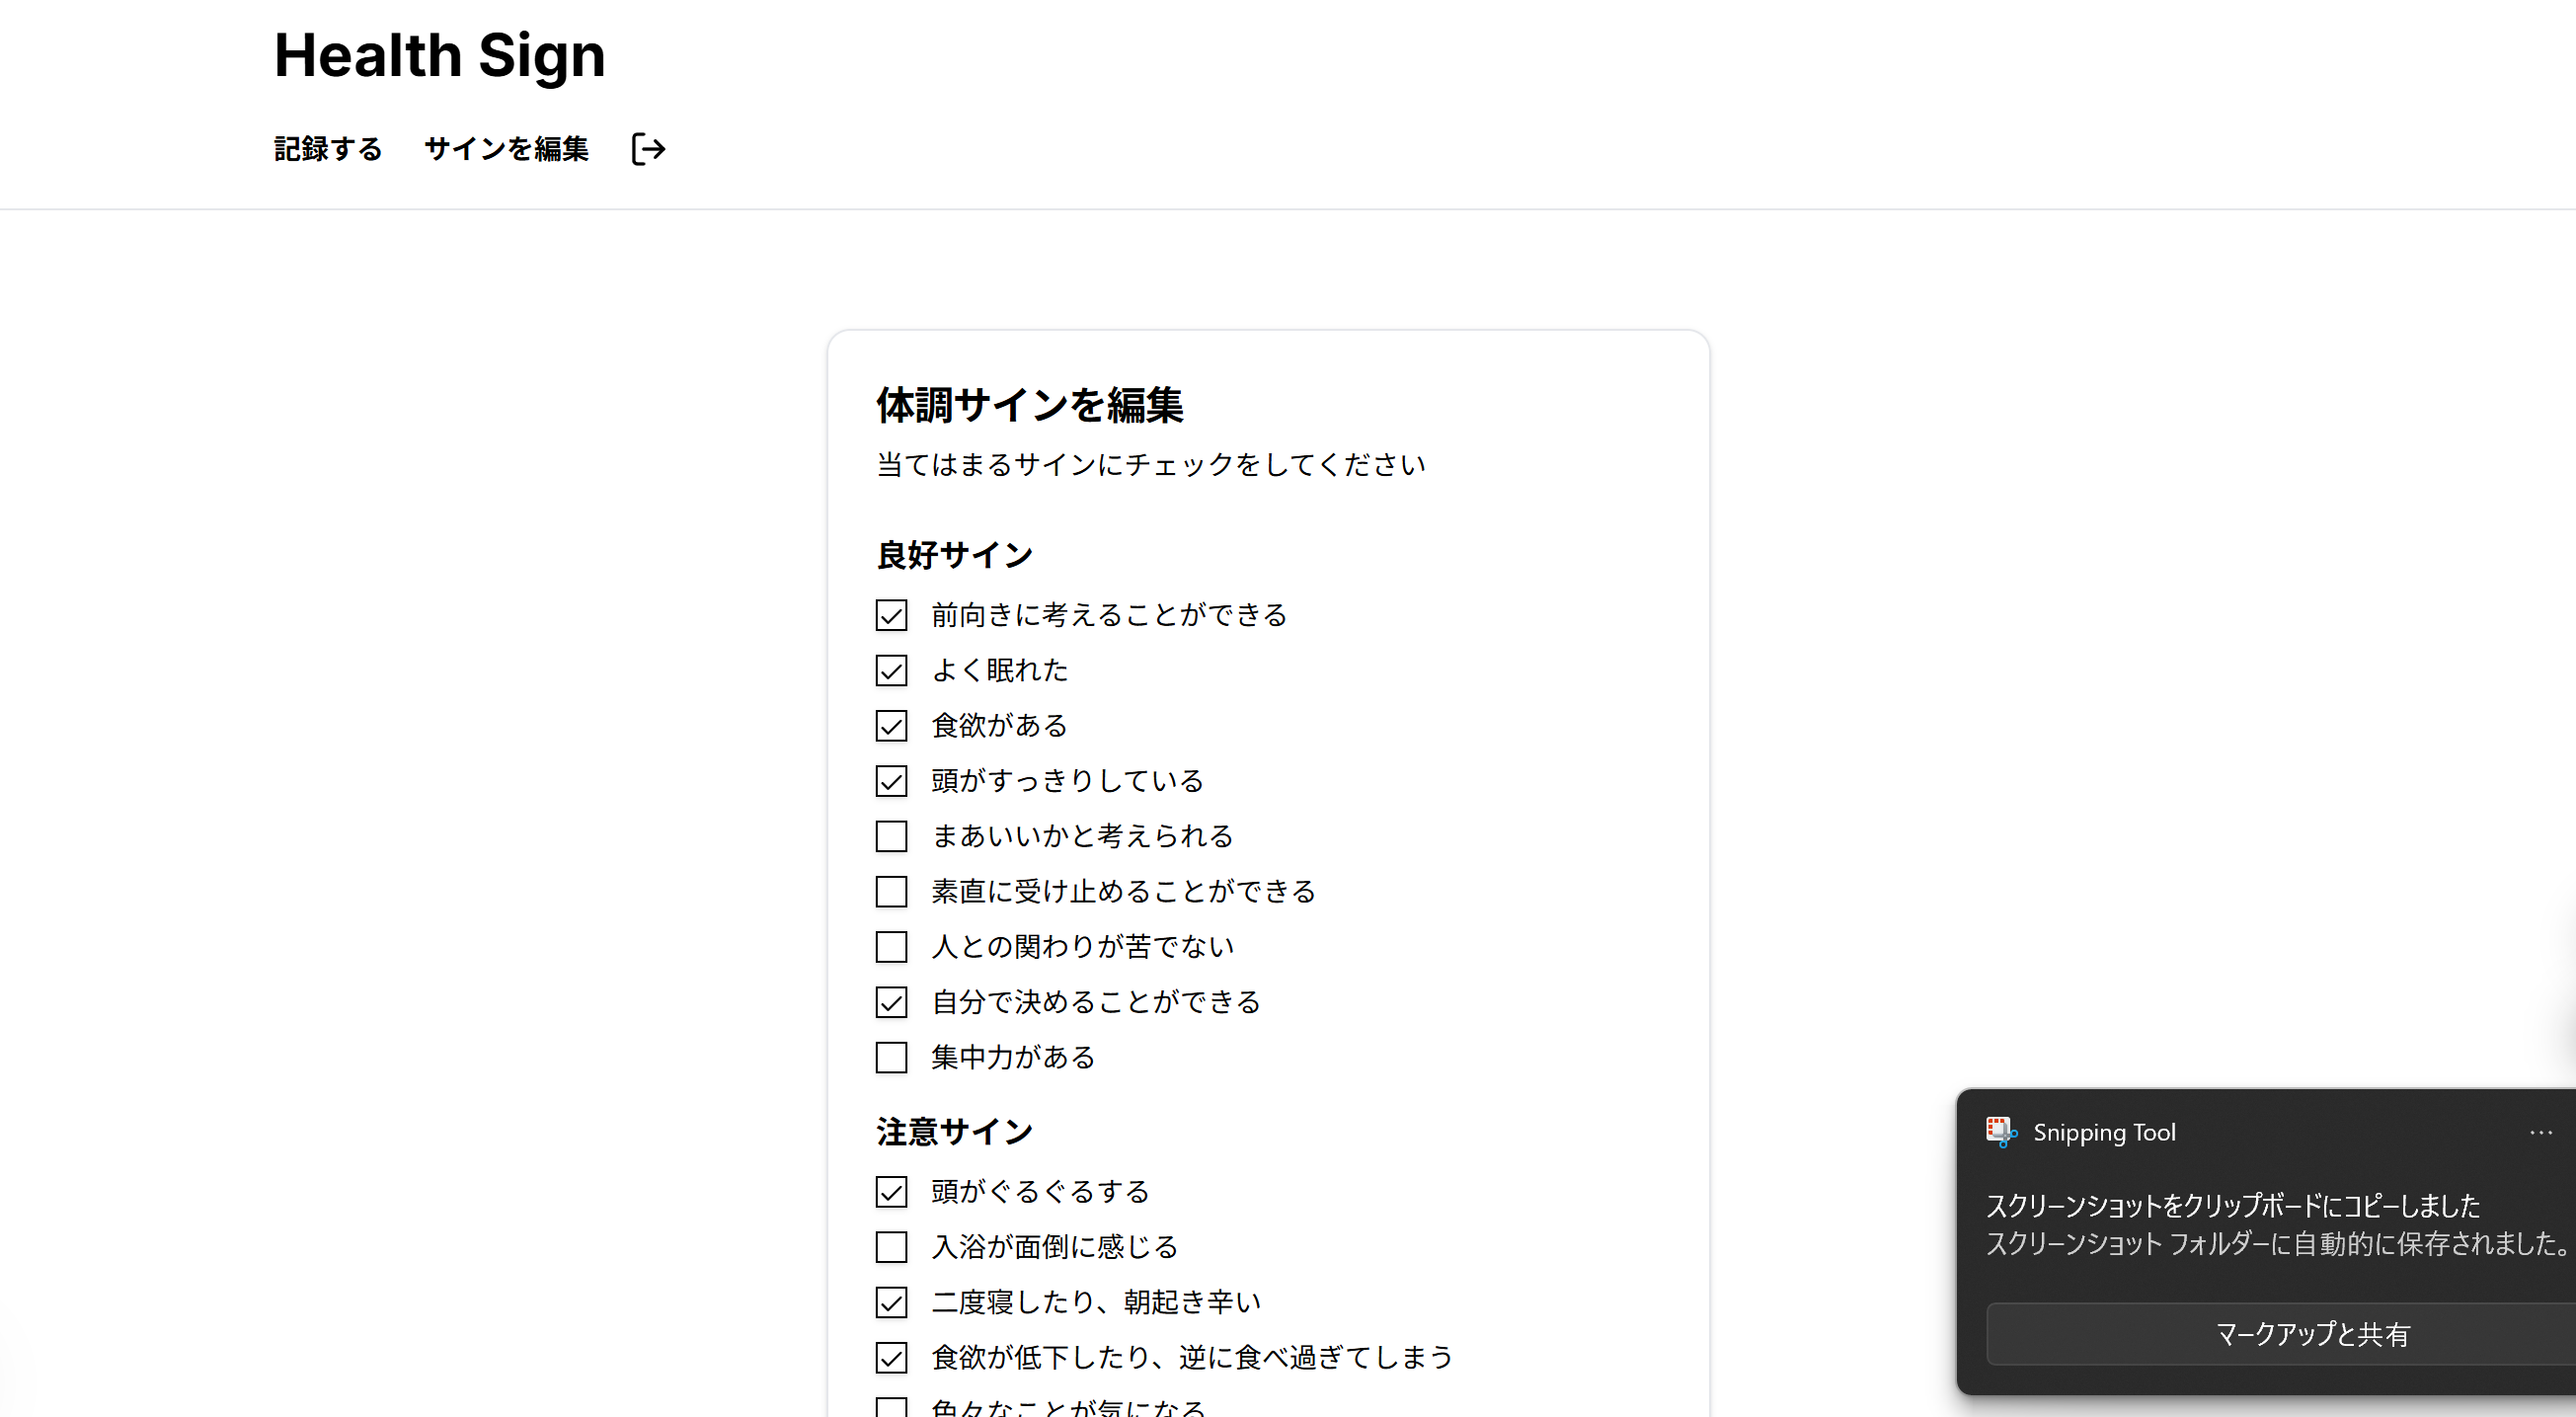 Health Sign
記録する サインを編集
体調サインを編集
当てはまるサインにチェックをしてください
良好サイン
前向きに考えることができる
よく眠れた
食欲がある
頭がすっきりしている
まあいいかと考えられる
素直に受け止めることができる
人との関わりが苦でない
自分で決めることができる
集中力がある
注意サイン
頭がぐるぐるする
入浴が面倒に感じる
二度寝したり、朝起き辛い
食欲が低下したり、逆に食べ過ぎてしまう
色々なことが気になる
Snipping Tool
スクリーンショットをクリップボードにコピーしました
スクリーンショット フォルダーに自動的に保存されました。
マークアップと共有